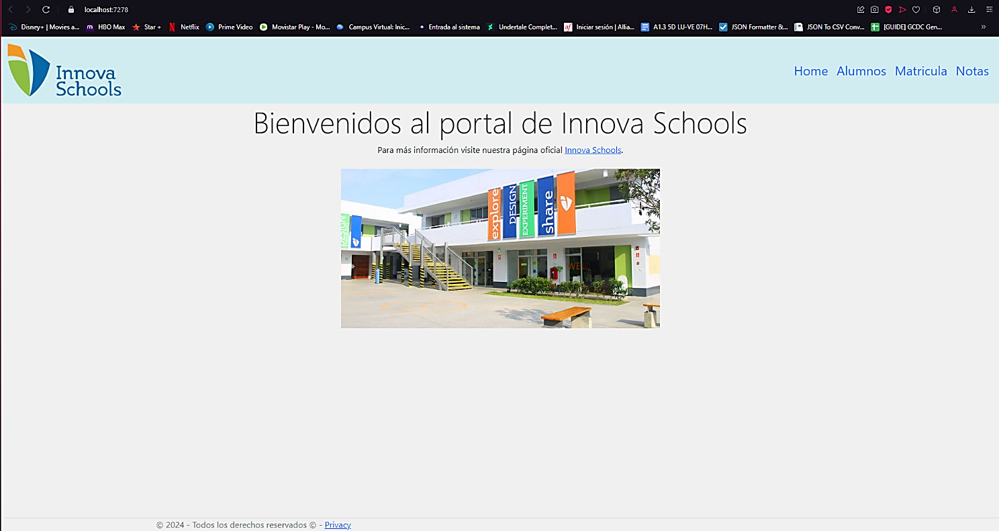 localhost:7278
Disney+ | Movies a... HBO Max Star + Netflix Prime Video Movistar Play - Mo... Campus Virtual: Inic... Entrada al sistema Undertale Complet... af Iniciar sesión | Allia... A1.3 5D LU-VE 07H... JSON Formatter &... JSON To CSV Conv... [GUIDE] GCDC Gen... »
Innova
Schools
Home Alumnos Matricula Notas
Bienvenidos al portal de Innova Schools
Para más información visite nuestra página oficial Innova Schools.
explore
DESIGN
EXPERIMENT
share
DESIGN
© 2024 - Todos los derechos reservados © - Privacy